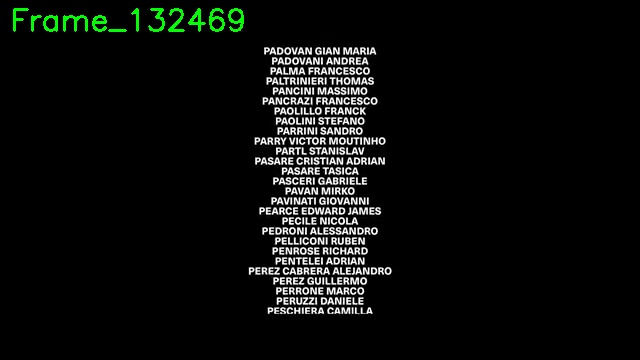 Frame_132469
PADOVAN GIAN MARIA
PADOVANI ANDREA
PALMA FRANCESCO
PALTRINIERI THOMAS
PANCINI MASSIMO
PANCRAZI FRANCESCO
PAOLILLO FRANCK
PAOLINI STEFANO
PARRINI SANDRO
PARRY VICTOR MOUTINHO
PARTL STANISLAV
PASARE CRISTIAN ADRIAN
PASARE TASICA
PASCERI GABRIELE
PAVAN MIRKO
PAVINATI GIOVANNI
PEARCE EDWARD JAMES
PECILE NICOLA
PEDRONI ALESSANDRO
PELLICONI RUBEN
PENROSE RICHARD
PENTELEI ADRIAN
PEREZ CABRERA ALEJANDRO
PEREZ GUILLERMO
PERRONE MARCO
PERUZZI DANIELE
PESCHIERA CAMILLA